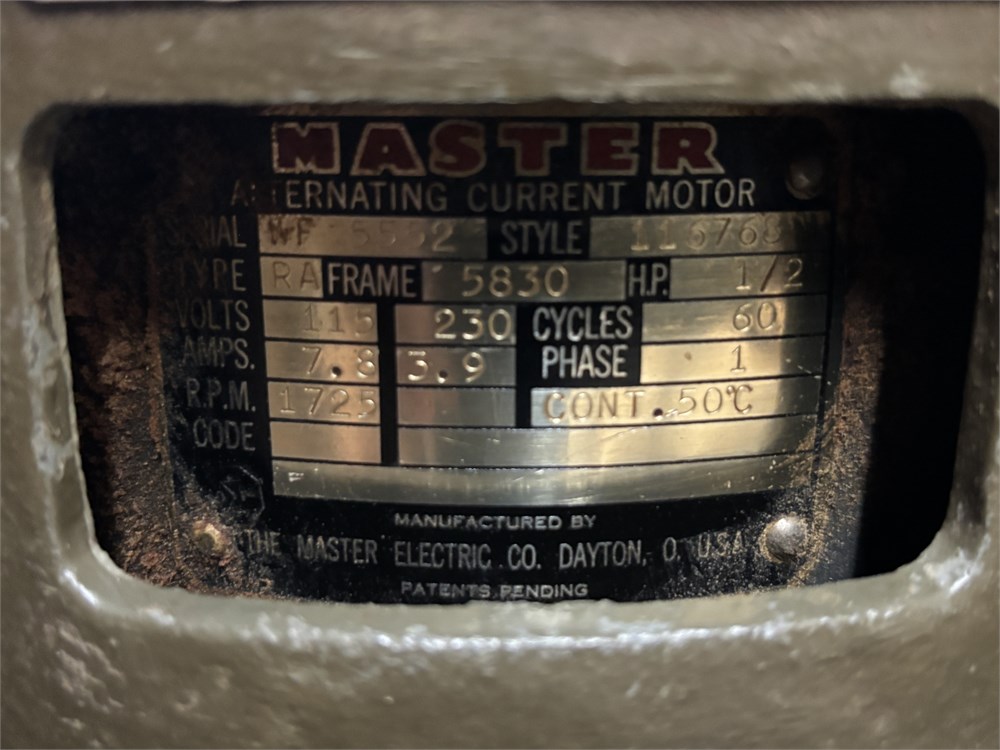 MASTER
ALTERNATING CURRENT MOTOR
SERIAL STYLE
TYPE RA FRAME 5830 H.P. 1/2
VOLTS 115 230 CYCLES 60
AMPS. 7.8 3.9 PHASE 1
R.P.M. 1725 CONT. 50°C
CODE
MANUFACTURED BY
THE MASTER ELECTRIC CO. DAYTON, O. U.S.A.
PATENTS PENDING